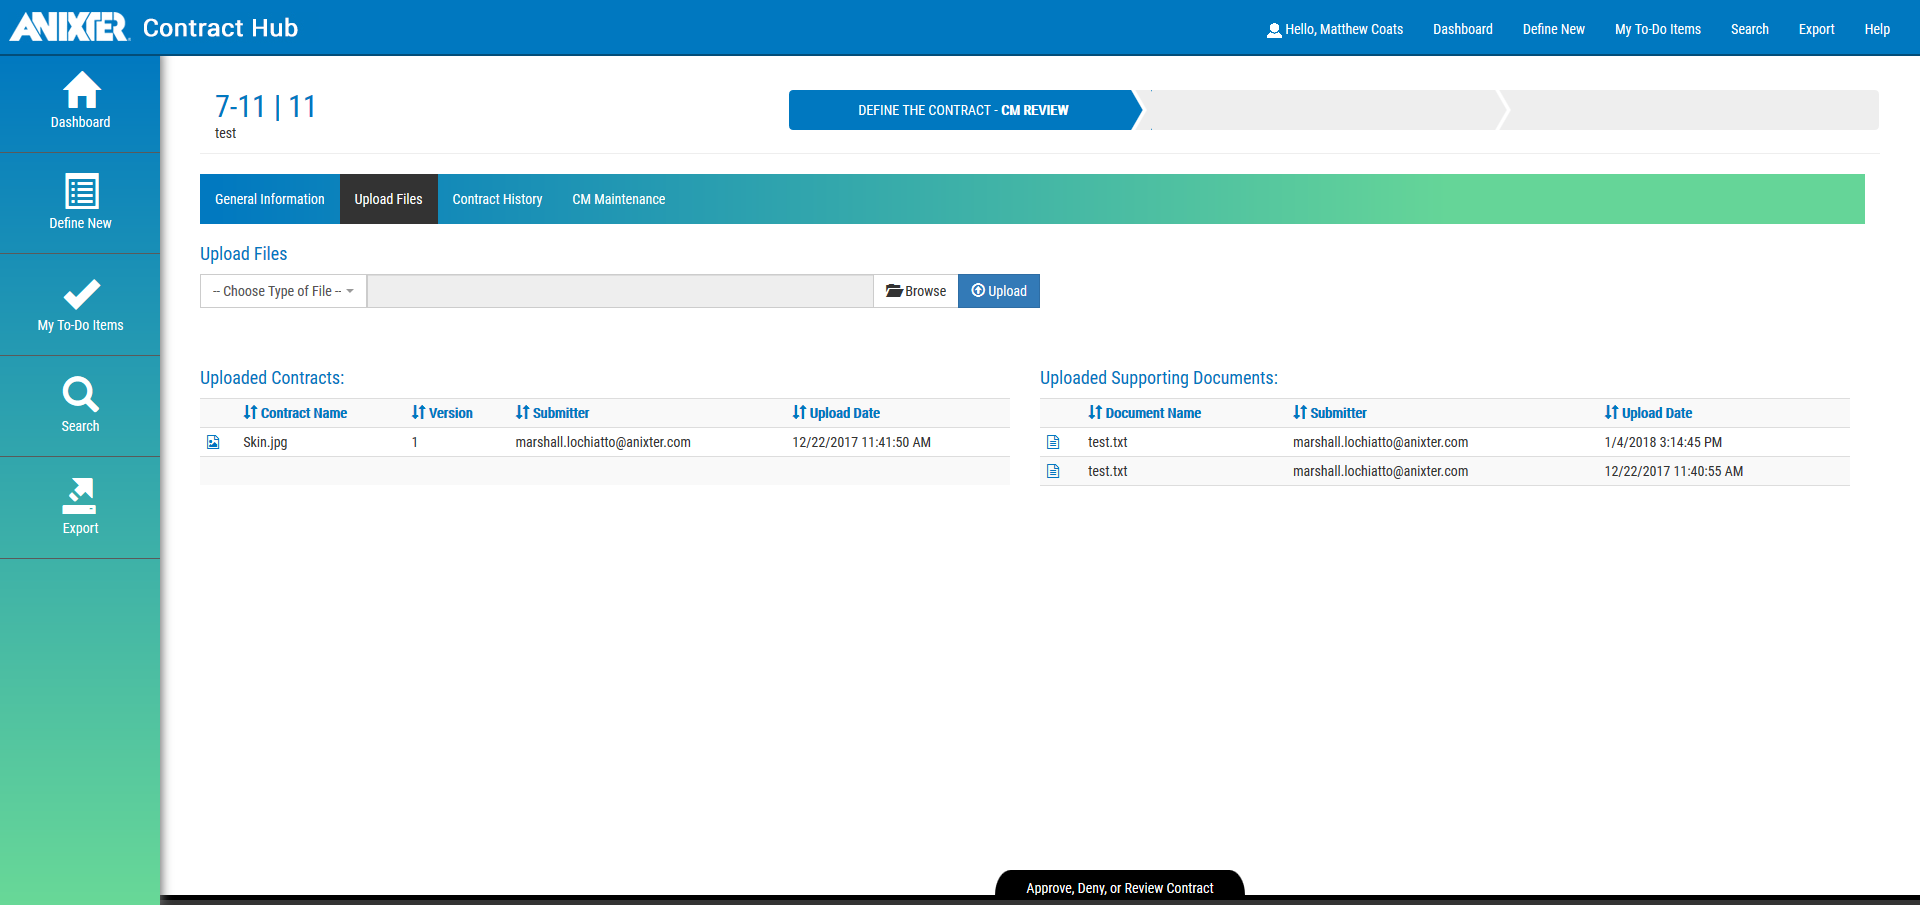 ANIXTER Contract Hub
Hello, Matthew Coats Dashboard Define New My To-Do Items Search Export Help
Dashboard
Define New
My To-Do Items
Search
Export
7-11 | 11
test
DEFINE THE CONTRACT - CM REVIEW
General Information Upload Files Contract History CM Maintenance
Upload Files
-- Choose Type of File -- Browse Upload
Uploaded Contracts:
Contract Name Version Submitter Upload Date
Skin.jpg 1 marshall.lochiatto@anixter.com 12/22/2017 11:41:50 AM
Uploaded Supporting Documents:
Document Name Submitter Upload Date
test.txt marshall.lochiatto@anixter.com 1/4/2018 3:14:45 PM
test.txt marshall.lochiatto@anixter.com 12/22/2017 11:40:55 AM
Approve, Deny, or Review Contract